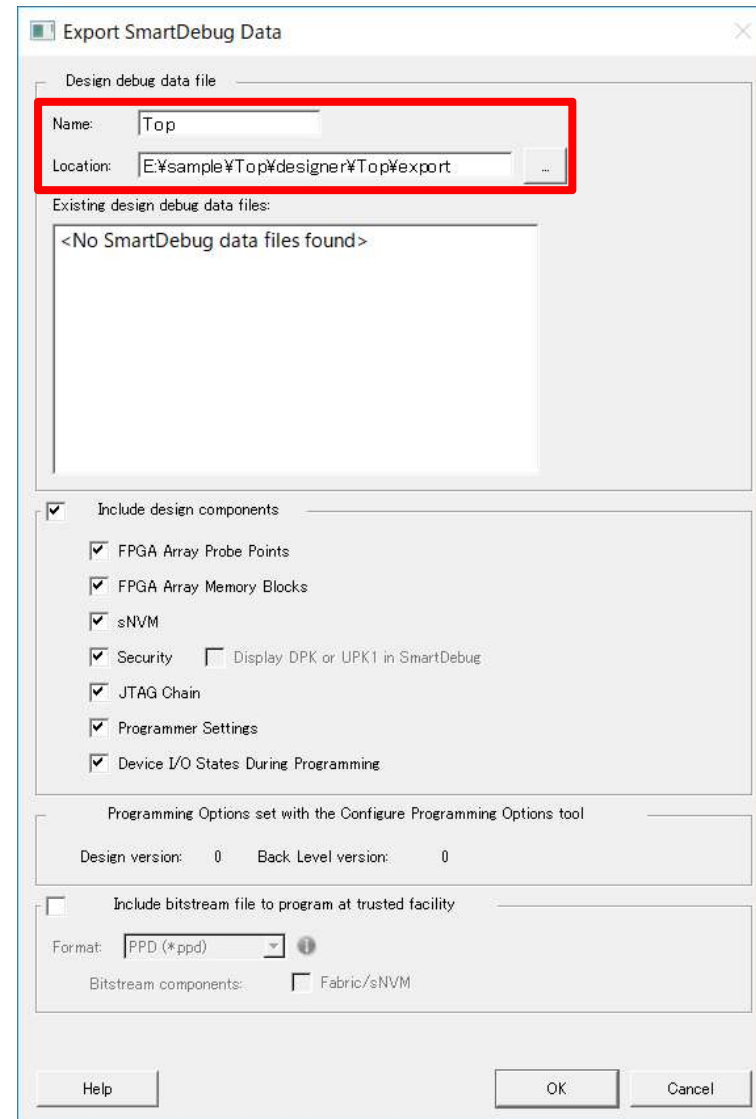 Export SmartDebug Data
Design debug data file
Name: Top
Location: E:¥sample¥Top¥designer¥Top¥export ...
Existing design debug data files:
<No SmartDebug data files found>
Include design components
FPGA Array Probe Points
FPGA Array Memory Blocks
sNVM
Security Display DPK or UPK1 in SmartDebug
JTAG Chain
Programmer Settings
Device I/O States During Programming
Programming Options set with the Configure Programming Options tool
Design version: 0 Back Level version: 0
Include bitstream file to program at trusted facility
Format: PPD (*ppd)
Bitstream components: Fabric/sNVM
Help OK Cancel